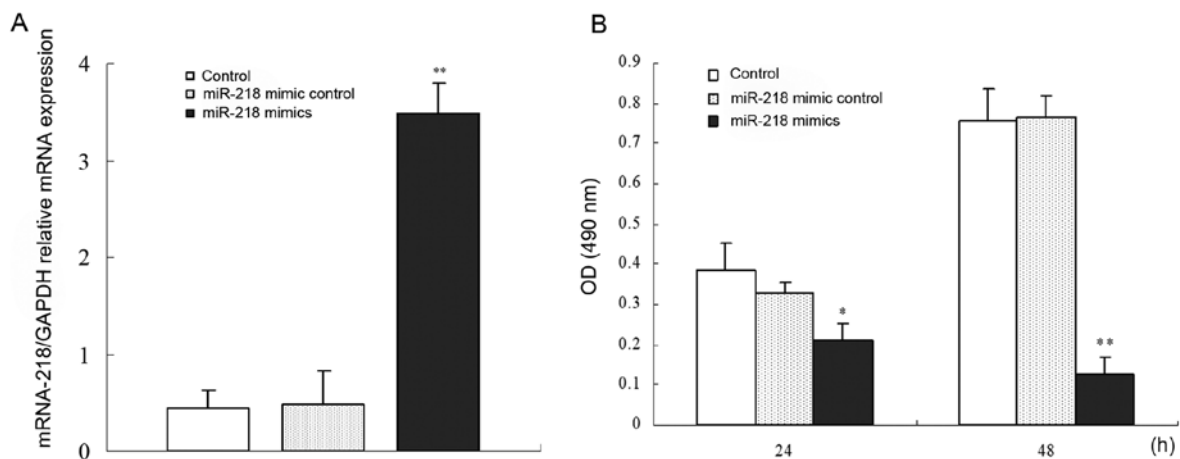 A
mRNA-218/GAPDH relative mRNA expression
4
3
2
1
0
Control
miR-218 mimic control
miR-218 mimics
**
B
OD (490 nm)
0.9
0.8
0.7
0.6
0.5
0.4
0.3
0.2
0.1
0
Control
miR-218 mimic control
miR-218 mimics
*
**
24 48 (h)